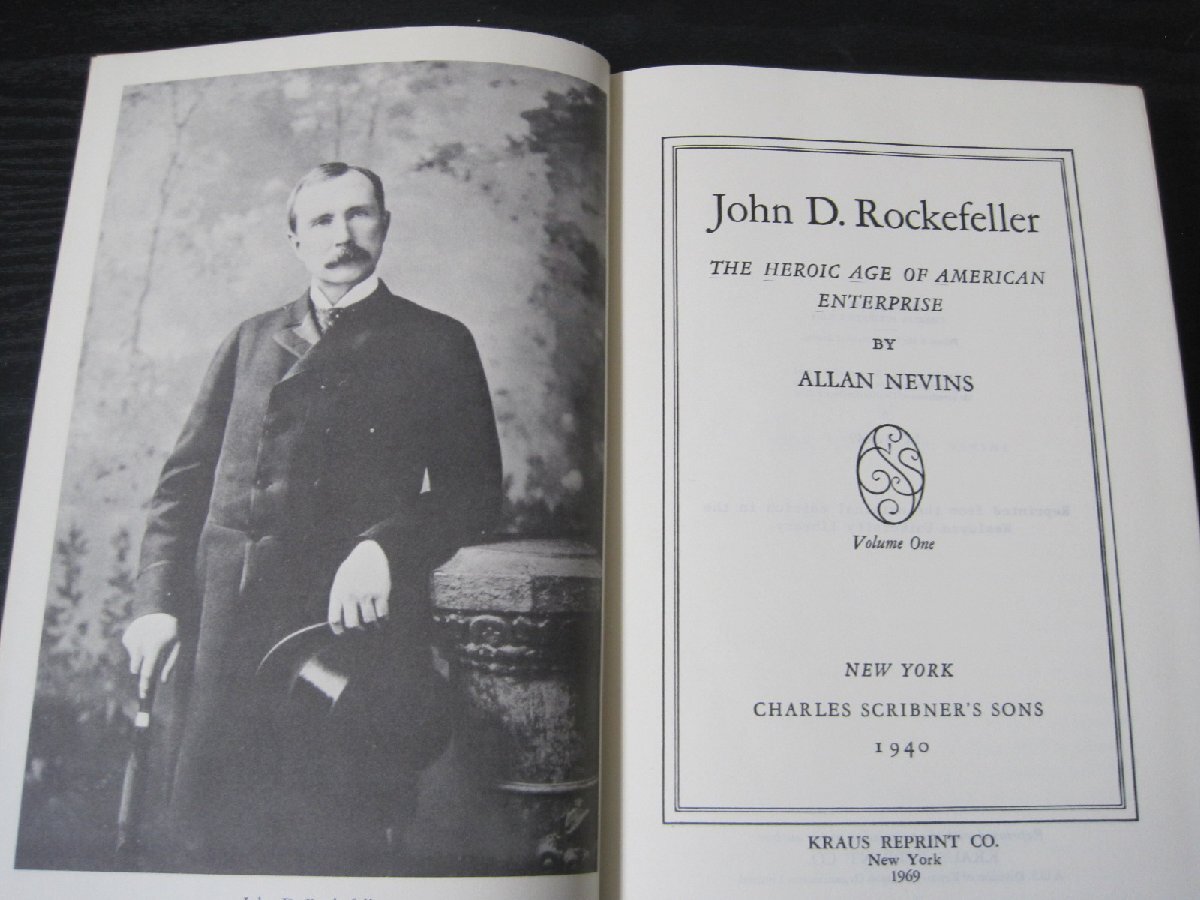 John D. Rockefeller
THE HEROIC AGE OF AMERICAN
ENTERPRISE
BY
ALLAN NEVINS
Volume One
NEW YORK
CHARLES SCRIBNER'S SONS
1940
KRAUS REPRINT CO.
New York
1969